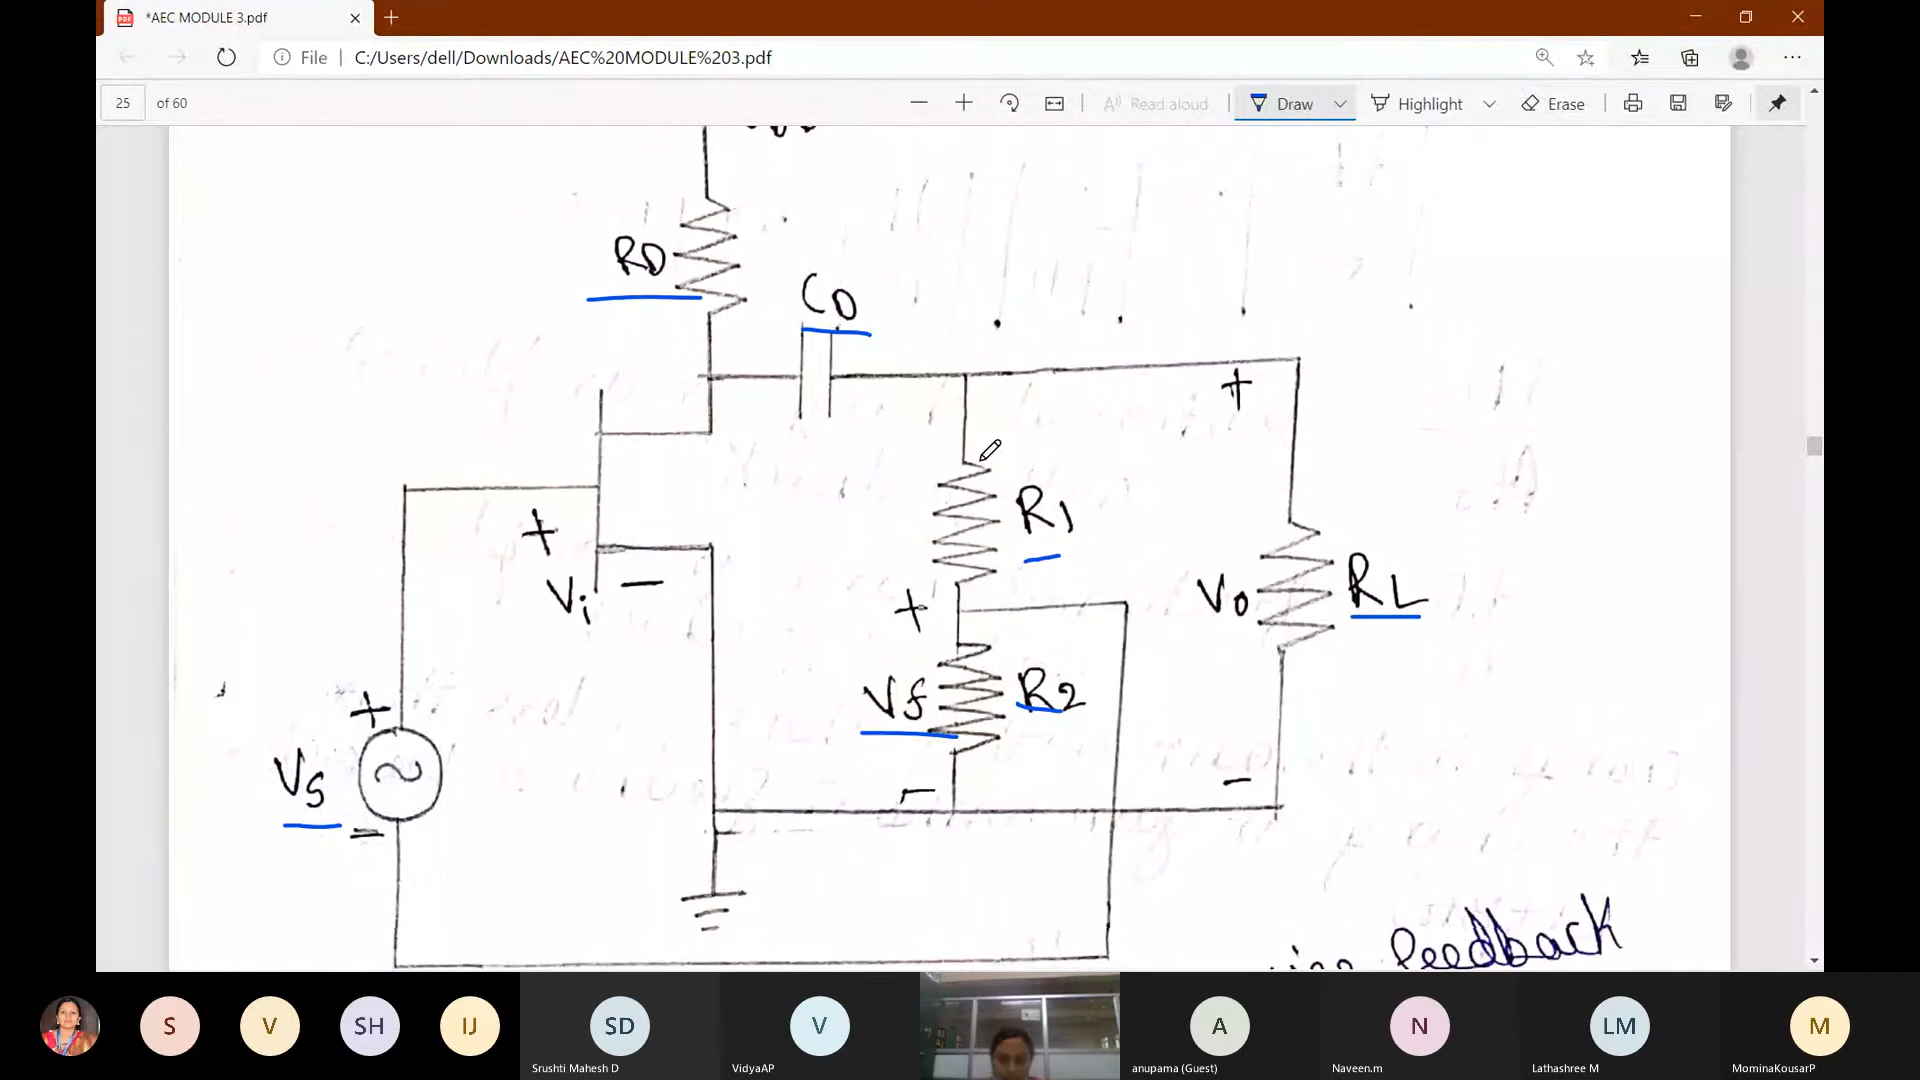 *AEC MODULE 3.pdf
File C:/Users/dell/Downloads/AEC%20MODULE%203.pdf
25 of 60
Read aloud
Draw
Highlight
Erase
RD
CD
+
R1
+
Vi −
+
Vo
RL
Vf
R2
+
Vs
−
−
=
feedback
S
V
SH
IJ
SD
V
A
N
LM
M
Srushti Mahesh D
VidyaAP
anupama (Guest)
Naveen.m
Lathashree M
MominaKousarP